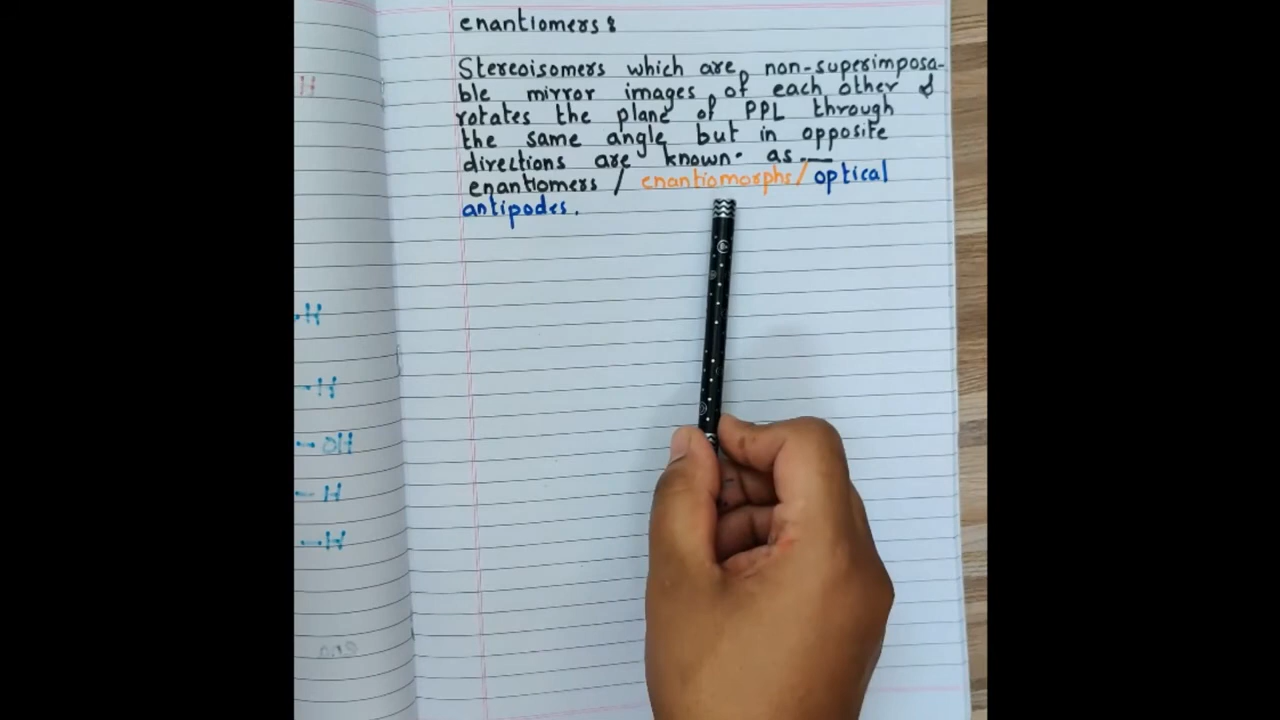 enantiomers :
Stereoisomers which are, non-superimposa-
ble mirror images of each other &
rotates the plane of PPL through
the same angle but in opposite
directions are known as —
enantiomers / enantiomorphs / optical
antipodes.
H
-H
-H
-OH
-H
-H